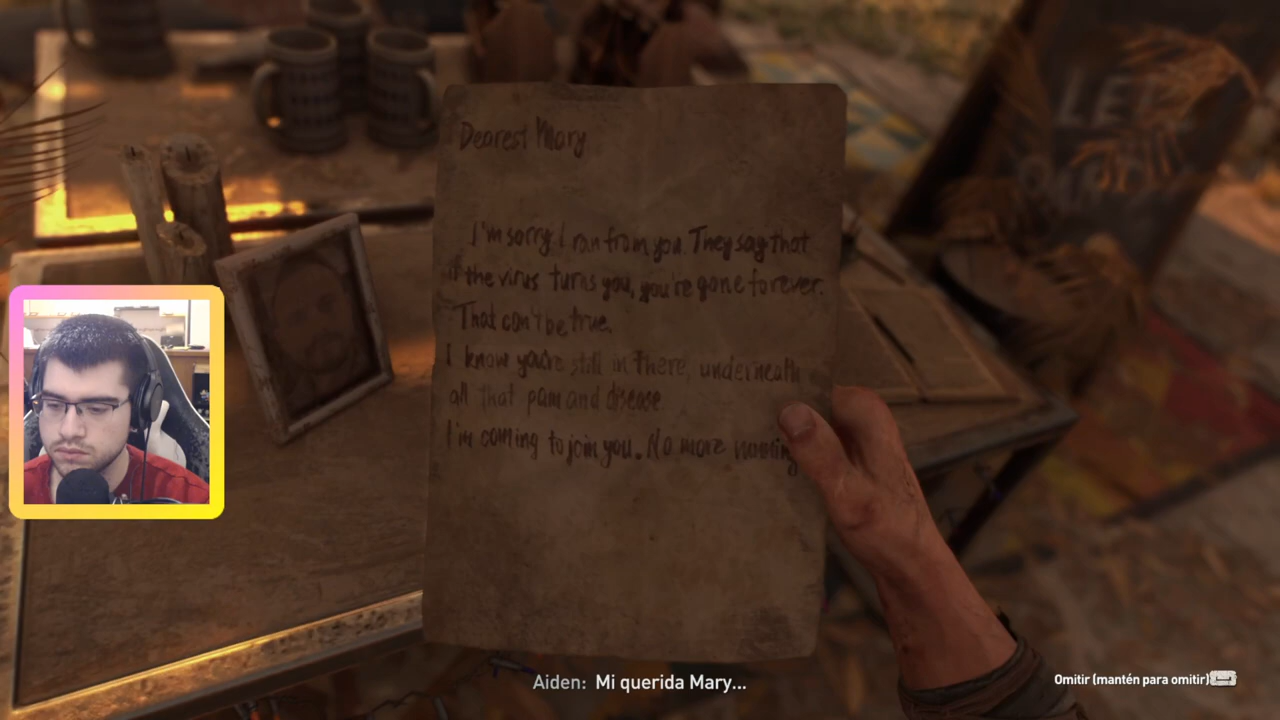 Dearest Mary
I'm sorry I ran from you. They say that
if the virus turns you, you're gone forever.
That can't be true.
I know you're still in there, underneath
all that pain and disease.
I'm coming to join you. No more running
LET
Aiden: Mi querida Mary...
Omitir (mantén para omitir)